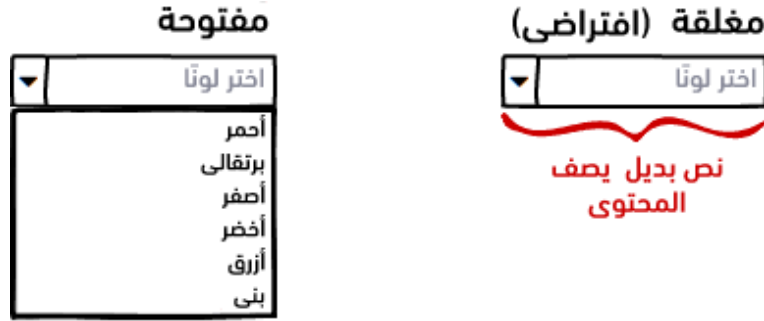 مغلقة (افتراضى)
اختر لونًا
نص بديل يصف
المحتوى
مفتوحة
اختر لونًا
أحمر
برتقالى
أصفر
أخضر
أزرق
بنى